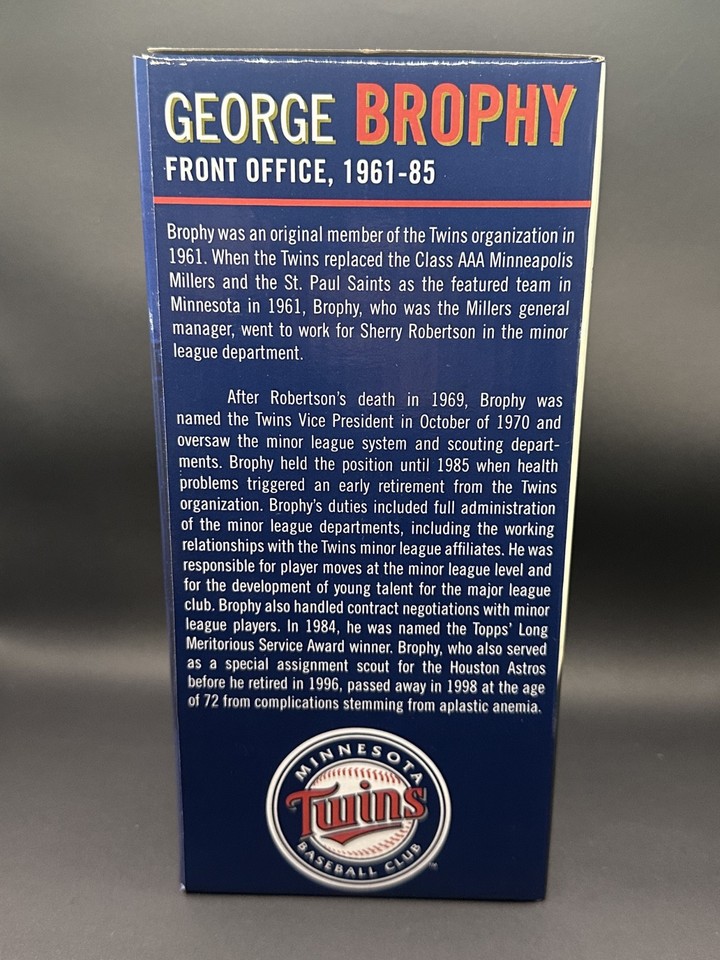 GEORGE BROPHY
FRONT OFFICE, 1961-85
Brophy was an original member of the Twins organization in
1961. When the Twins replaced the Class AAA Minneapolis
Millers and the St. Paul Saints as the featured team in
Minnesota in 1961, Brophy, who was the Millers general
manager, went to work for Sherry Robertson in the minor
league department.
After Robertson's death in 1969, Brophy was
named the Twins Vice President in October of 1970 and
oversaw the minor league system and scouting depart-
ments. Brophy held the position until 1985 when health
problems triggered an early retirement from the Twins
organization. Brophy's duties included full administration
of the minor league departments, including the working
relationships with the Twins minor league affiliates. He was
responsible for player moves at the minor league level and
for the development of young talent for the major league
club. Brophy also handled contract negotiations with minor
league players. In 1984, he was named the Topps' Long
Meritorious Service Award winner. Brophy, who also served
as a special assignment scout for the Houston Astros
before he retired in 1996, passed away in 1998 at the age
of 72 from complications stemming from aplastic anemia.
MINNESOTA
Twins
BASEBALL CLUB